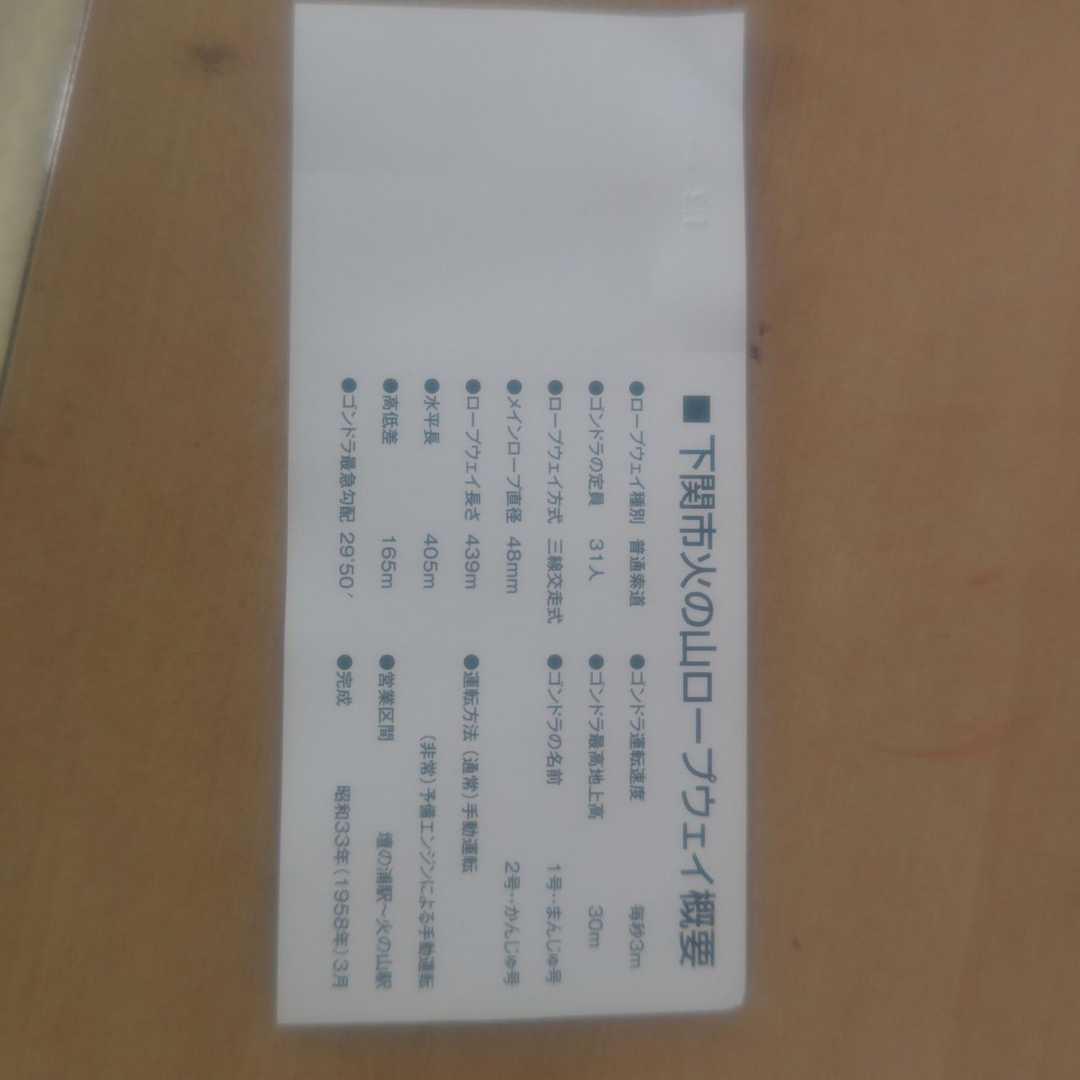 ■ 下関市火の山ロープウェイ概要
●ロープウェイ種別 普通索道
●ゴンドラの定員 31人
●ロープウェイ方式 三線交走式
●メインロープ直径 48mm
●ロープウェイ長さ 439m
●水平長 405m
●高低差 165m
●ゴンドラ最急勾配 29°50′
●ゴンドラ運転速度 毎秒3m
●ゴンドラ最高地上高 30m
●ゴンドラの名前 1号…まんじゅ号
2号…かんじゅ号
●運転方法(通常)手動運転
(非常)予備エンジンによる手動運転
●営業区間 壇の浦駅~火の山駅
●完成 昭和33年(1958年)3月